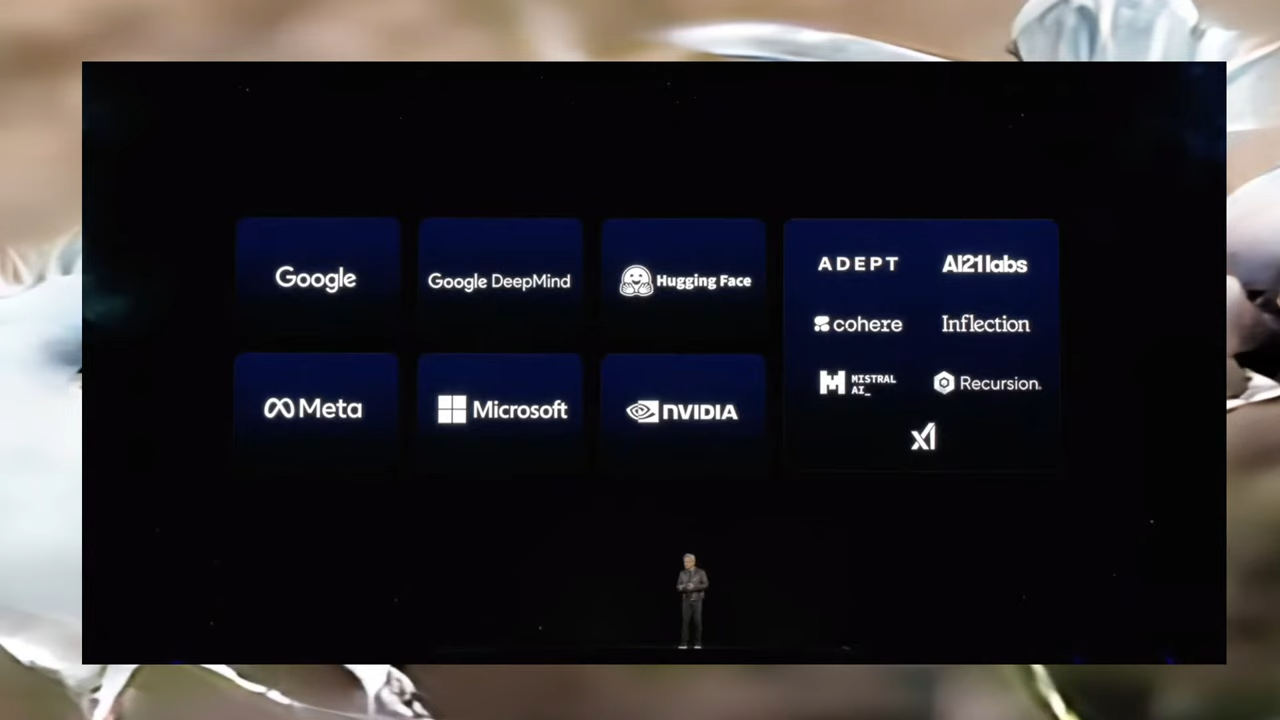 Google
Google DeepMind
Hugging Face
ADEPT
AI21labs
cohere
Inflection
Meta
Microsoft
NVIDIA
MISTRAL
AI_
Recursion.
xI